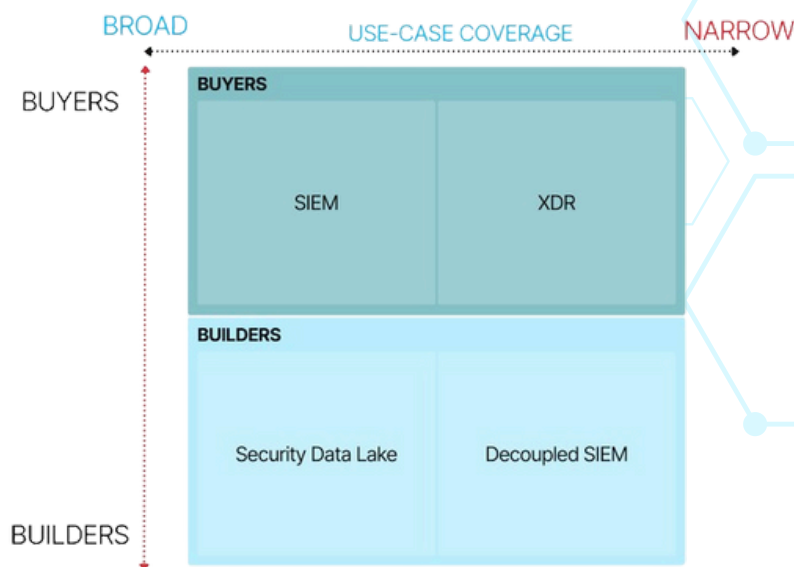 BROAD
USE-CASE COVERAGE
NARROW
BUYERS
BUYERS
SIEM
XDR
BUILDERS
Security Data Lake
Decoupled SIEM
BUILDERS